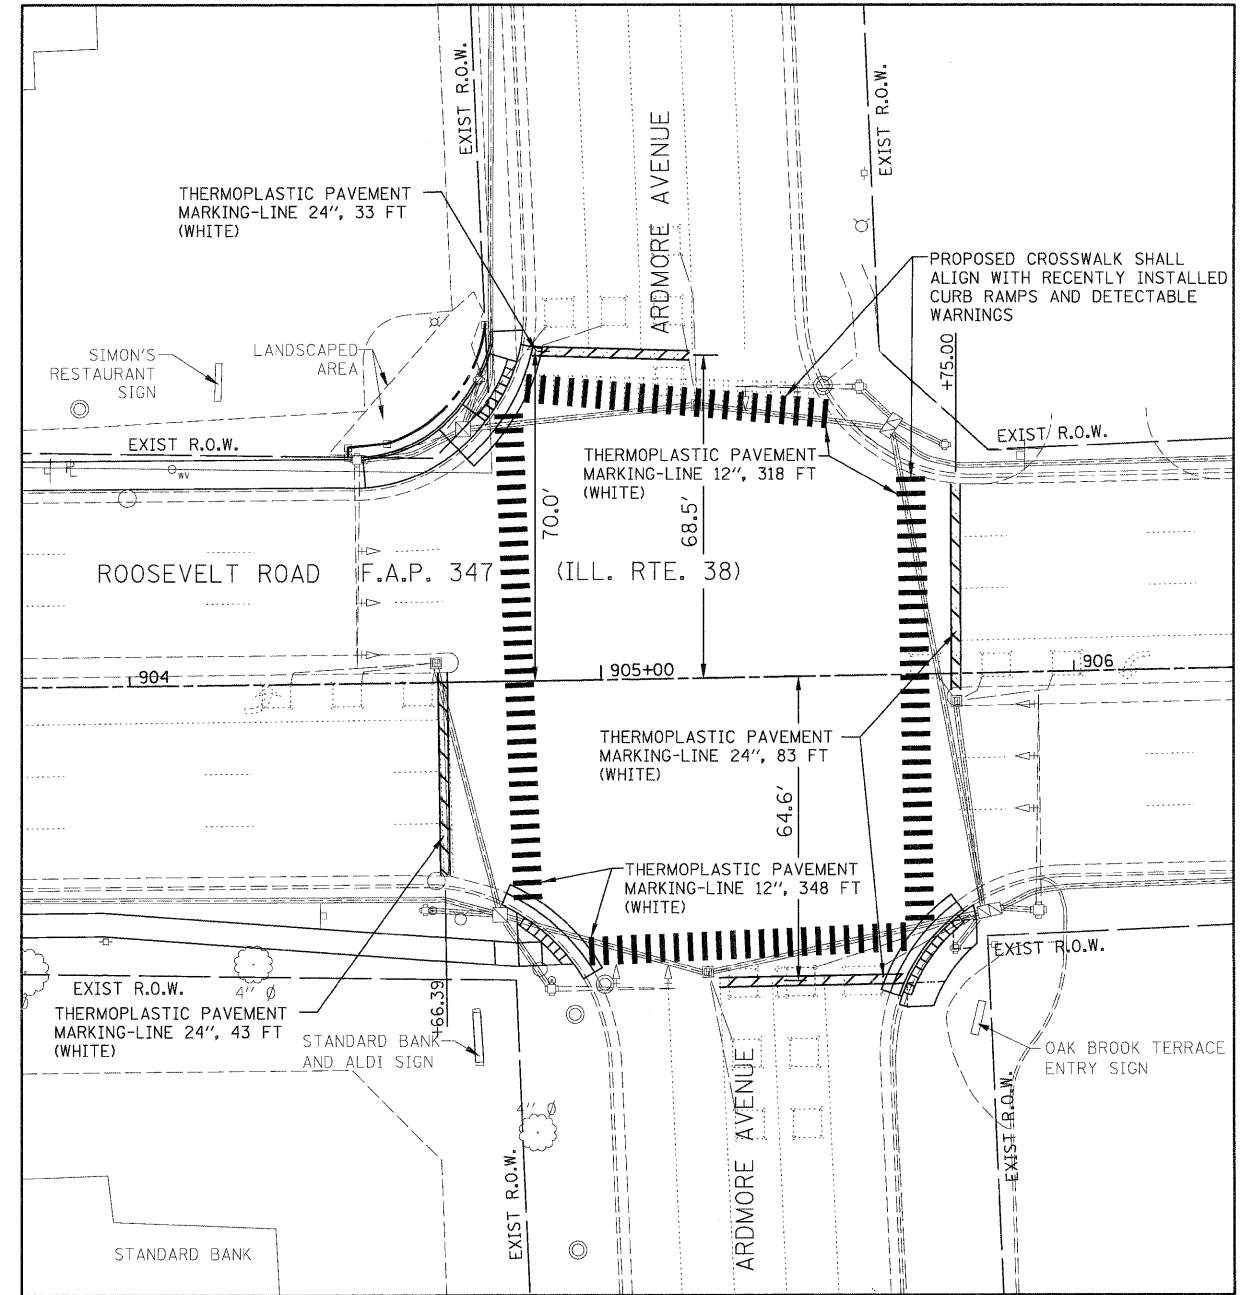 EXIST R.O.W.
ARDMORE AVENUE
EXIST R.O.W.
THERMOPLASTIC PAVEMENT
MARKING-LINE 24", 33 FT
(WHITE)
PROPOSED CROSSWALK SHALL
ALIGN WITH RECENTLY INSTALLED
CURB RAMPS AND DETECTABLE
WARNINGS
+75.00
SIMON'S
RESTAURANT
SIGN
LANDSCAPED
AREA
EXIST R.O.W.
EXIST R.O.W.
WV
THERMOPLASTIC PAVEMENT
MARKING-LINE 12", 318 FT
(WHITE)
70.0'
68.5'
ROOSEVELT ROAD F.A.P. 347 (ILL. RTE. 38)
904
905+00
906
THERMOPLASTIC PAVEMENT
MARKING-LINE 24", 83 FT
(WHITE)
64.6'
THERMOPLASTIC PAVEMENT
MARKING-LINE 12", 348 FT
(WHITE)
EXIST R.O.W.
EXIST R.O.W.
4" Ø
THERMOPLASTIC PAVEMENT
MARKING-LINE 24", 43 FT
(WHITE)
+66.39
STANDARD BANK
AND ALDI SIGN
OAK BROOK TERRACE
ENTRY SIGN
4" Ø
EXIST R.O.W.
ARDMORE AVENUE
EXIST R.O.W.
STANDARD BANK